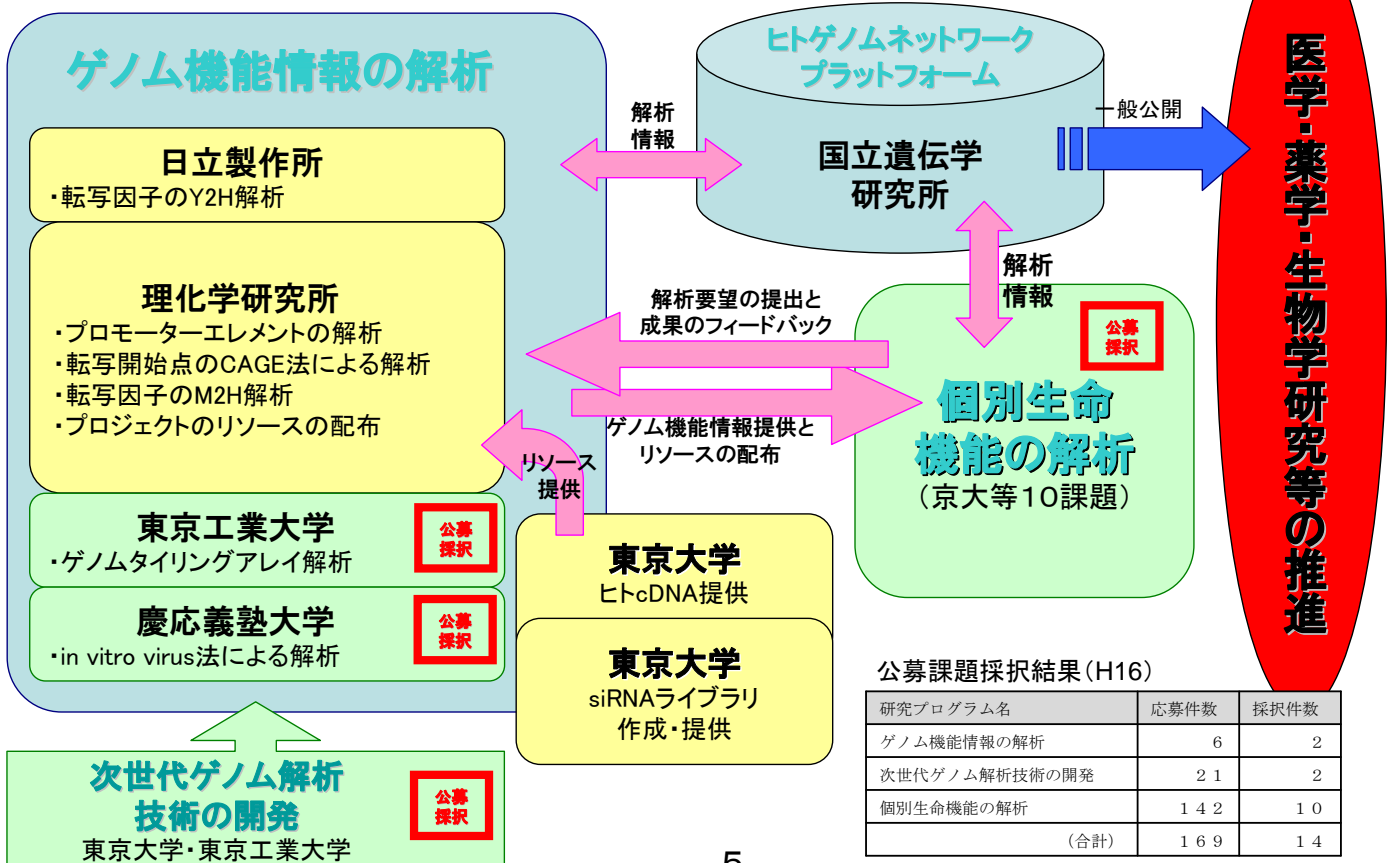 ゲノム機能情報の解析
日立製作所
・転写因子のY2H解析
理化学研究所
・プロモーターエレメントの解析
・転写開始点のCAGE法による解析
・転写因子のM2H解析
・プロジェクトのリソースの配布
東京工業大学
・ゲノムタイリングアレイ解析
公募
採択
慶応義塾大学
・in vitro virus法による解析
公募
採択
次世代ゲノム解析
技術の開発
東京大学・東京工業大学
公募
採択
解析
情報
ヒトゲノムネットワーク
プラットフォーム
国立遺伝学
研究所
一般公開
解析
情報
解析要望の提出と
成果のフィードバック
ゲノム機能情報提供と
リソースの配布
リソース
提供
東京大学
ヒトcDNA提供
東京大学
siRNAライブラリ
作成・提供
公募
採択
個別生命
機能の解析
（京大等10課題）
医学・薬学・生物学研究等の推進
公募課題採択結果（H16）
研究プログラム名 応募件数 採択件数
ゲノム機能情報の解析 6 2
次世代ゲノム解析技術の開発 21 2
個別生命機能の解析 142 10
（合計） 169 14
5